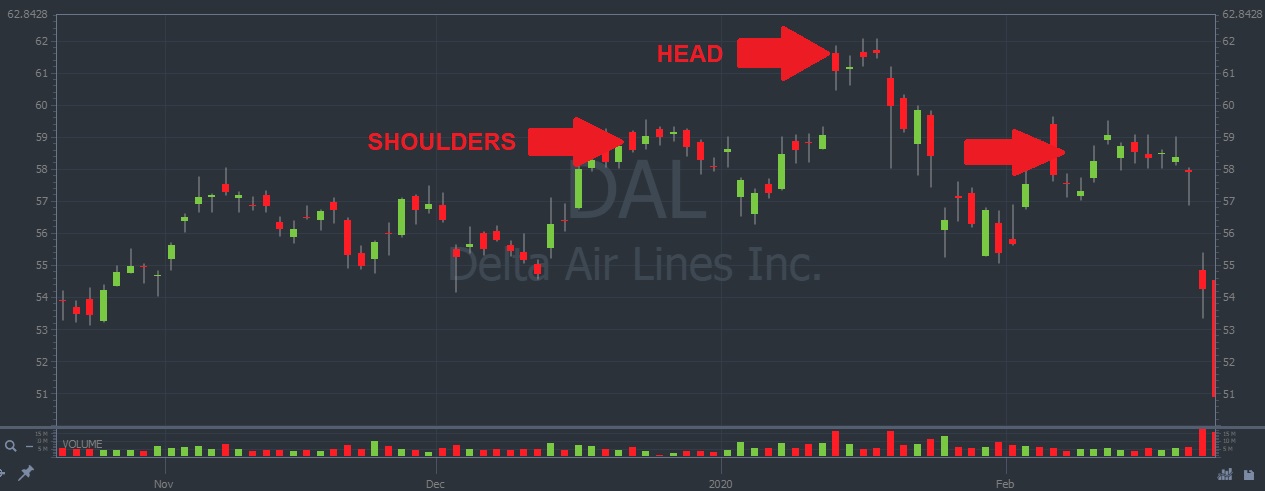 62.8428
62.8428
62
62
HEAD
61
61
60
60
SHOULDERS
59
59
58
58
DAL
57
57
56
56
Delta Air Lines Inc.
55
55
54
54
53
53
52
52
51
51
15 M
10 M
5 M
VOLUME
15 M
10 M
5 M
Nov
Dec
2020
Feb